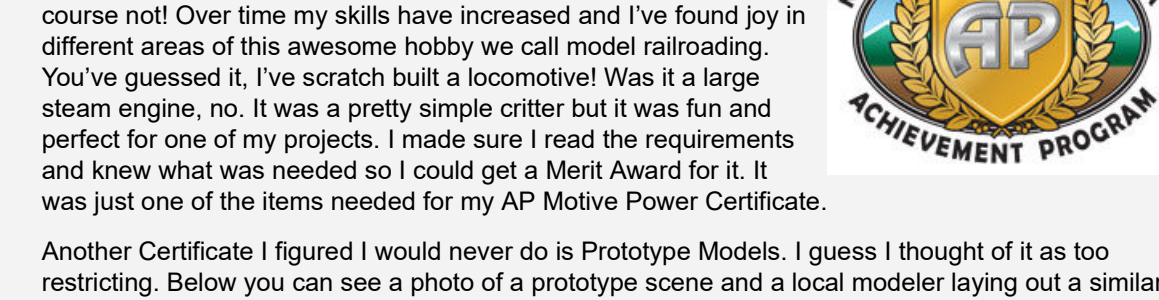 course not! Over time my skills have increased and I’ve found joy in
different areas of this awesome hobby we call model railroading.
You’ve guessed it, I’ve scratch built a locomotive! Was it a large
steam engine, no. It was a pretty simple critter but it was fun and
perfect for one of my projects. I made sure I read the requirements
and knew what was needed so I could get a Merit Award for it. It
was just one of the items needed for my AP Motive Power Certificate.
AP
ACHIEVEMENT PROGRAM
Another Certificate I figured I would never do is Prototype Models. I guess I thought of it as too
restricting. Below you can see a photo of a prototype scene and a local modeler laying out a similar